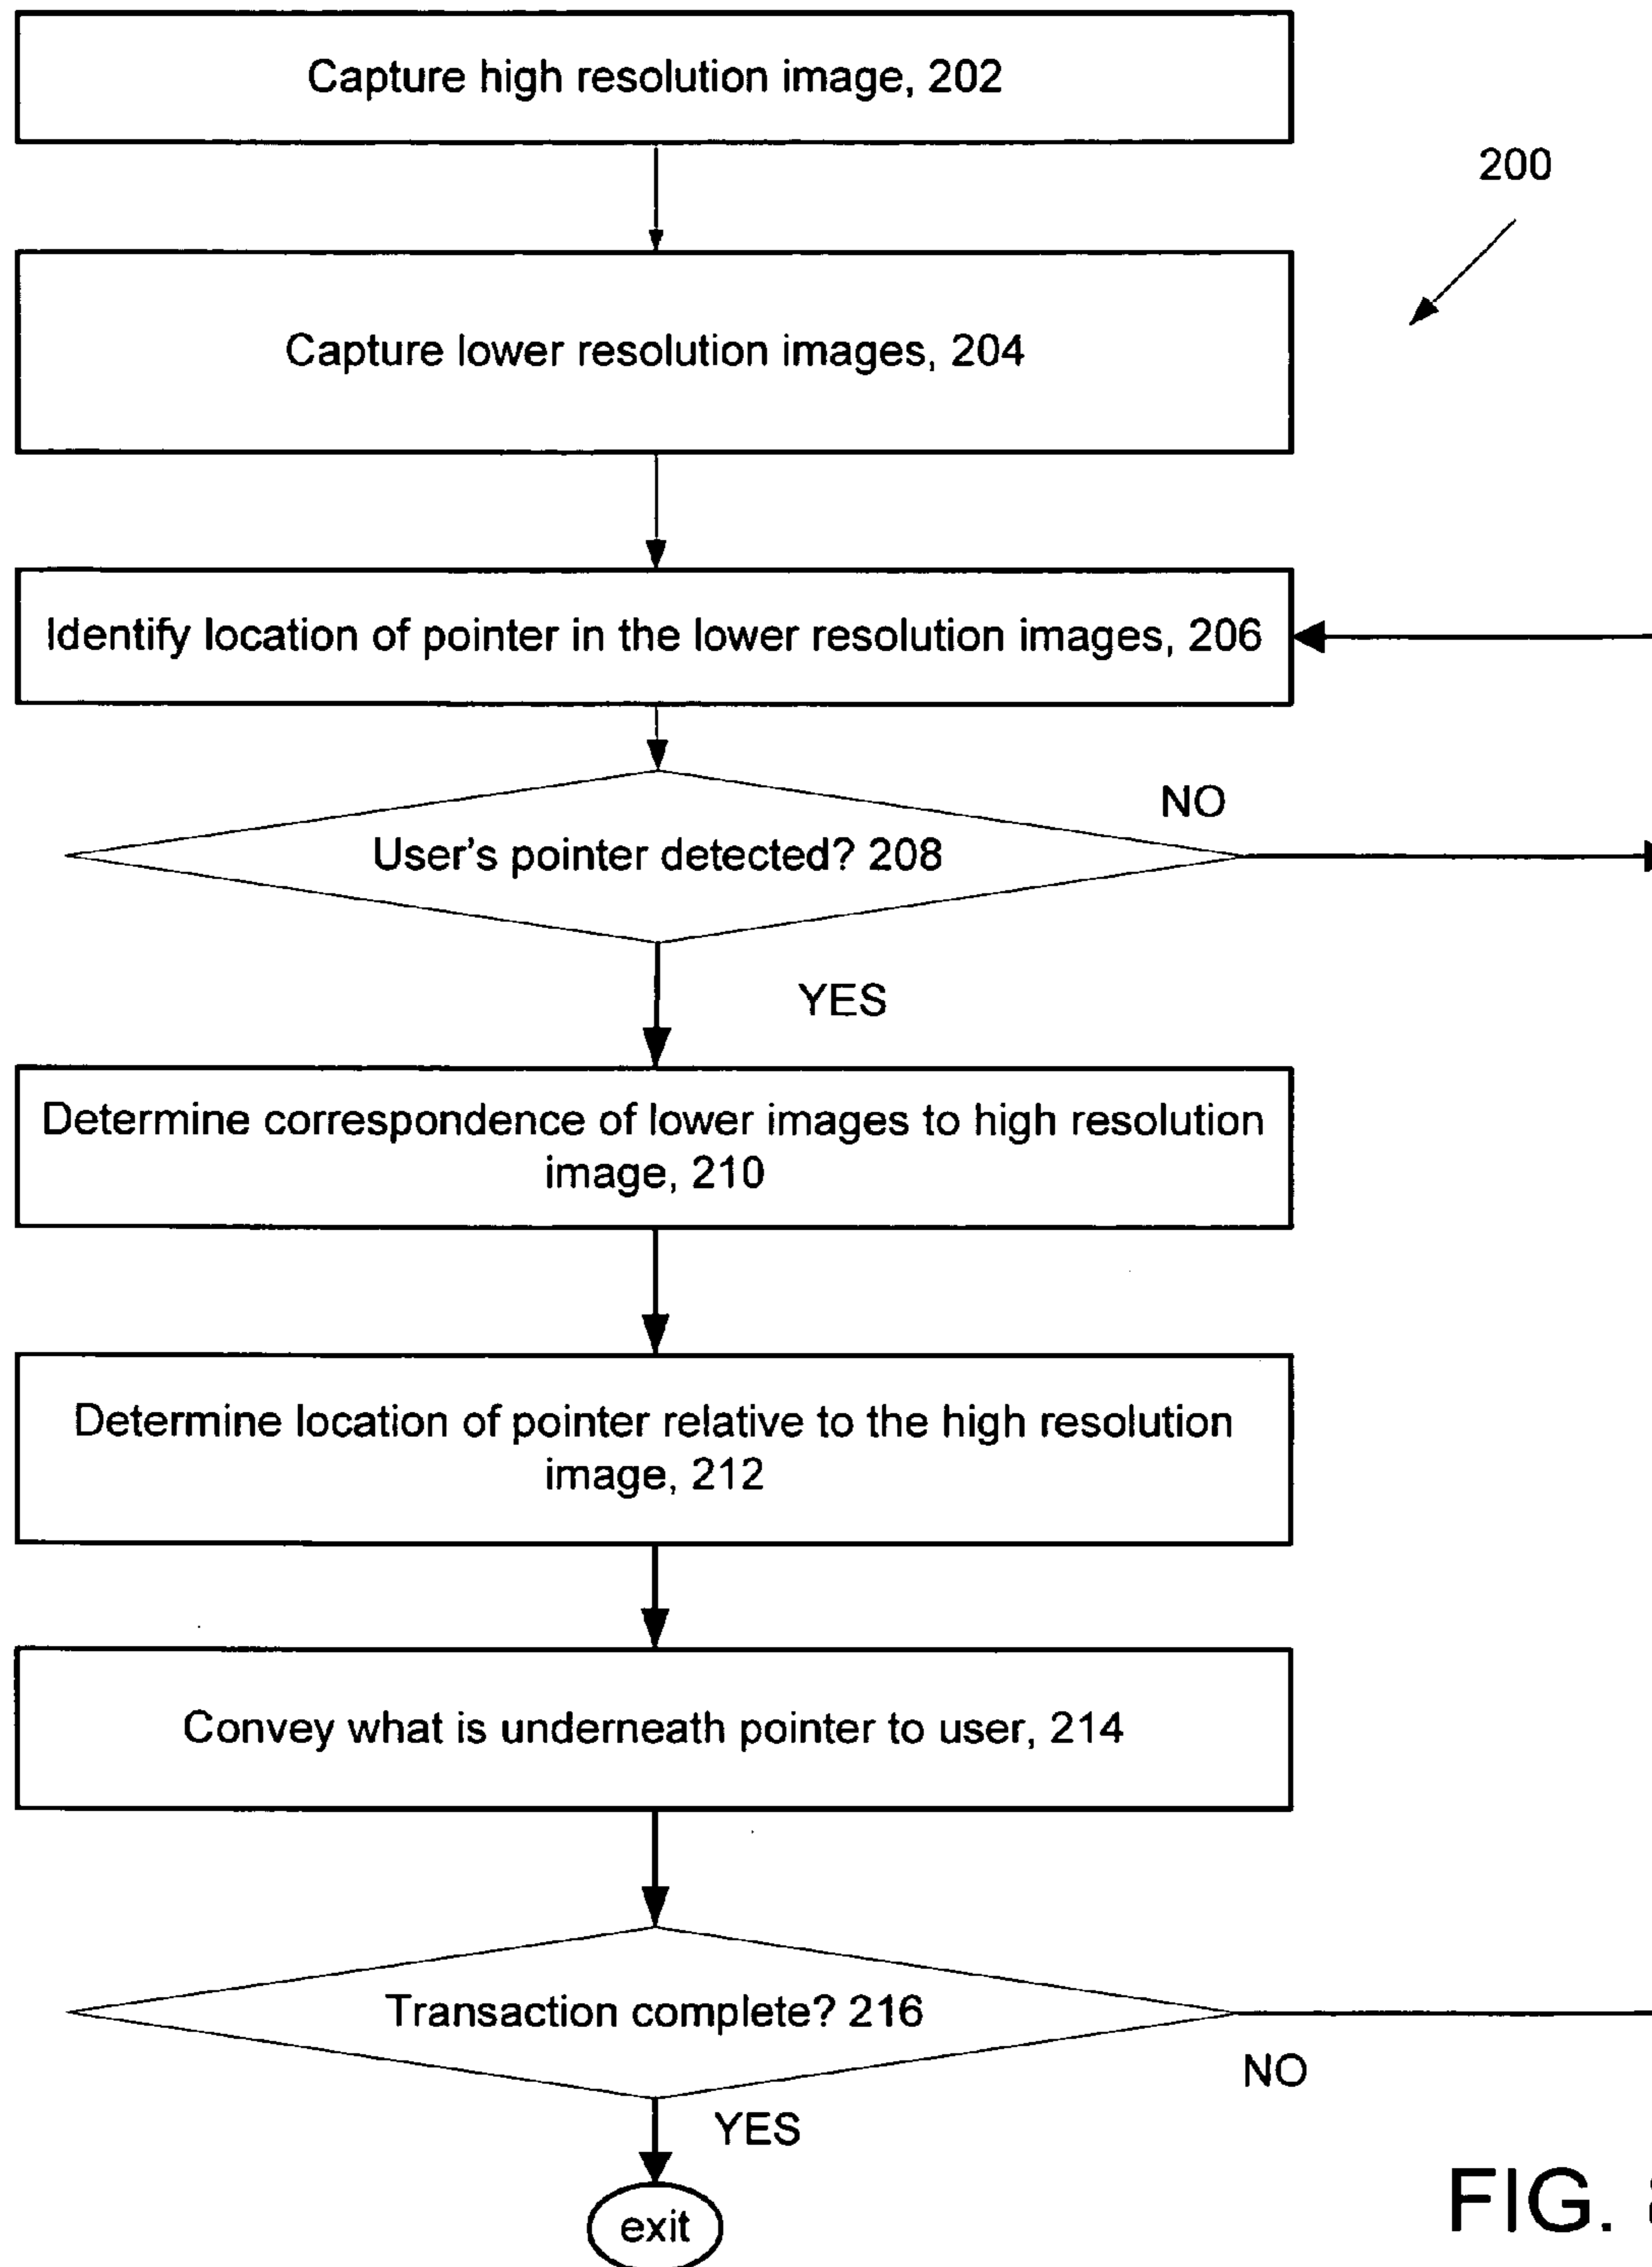 Capture high resolution image, 202
200
Capture lower resolution images, 204
Identify location of pointer in the lower resolution images, 206
NO
User's pointer detected? 208
YES
Determine correspondence of lower images to high resolution
image, 210
Determine location of pointer relative to the high resolution
image, 212
Convey what is underneath pointer to user, 214
Transaction complete? 216
NO
YES
exit
FIG.